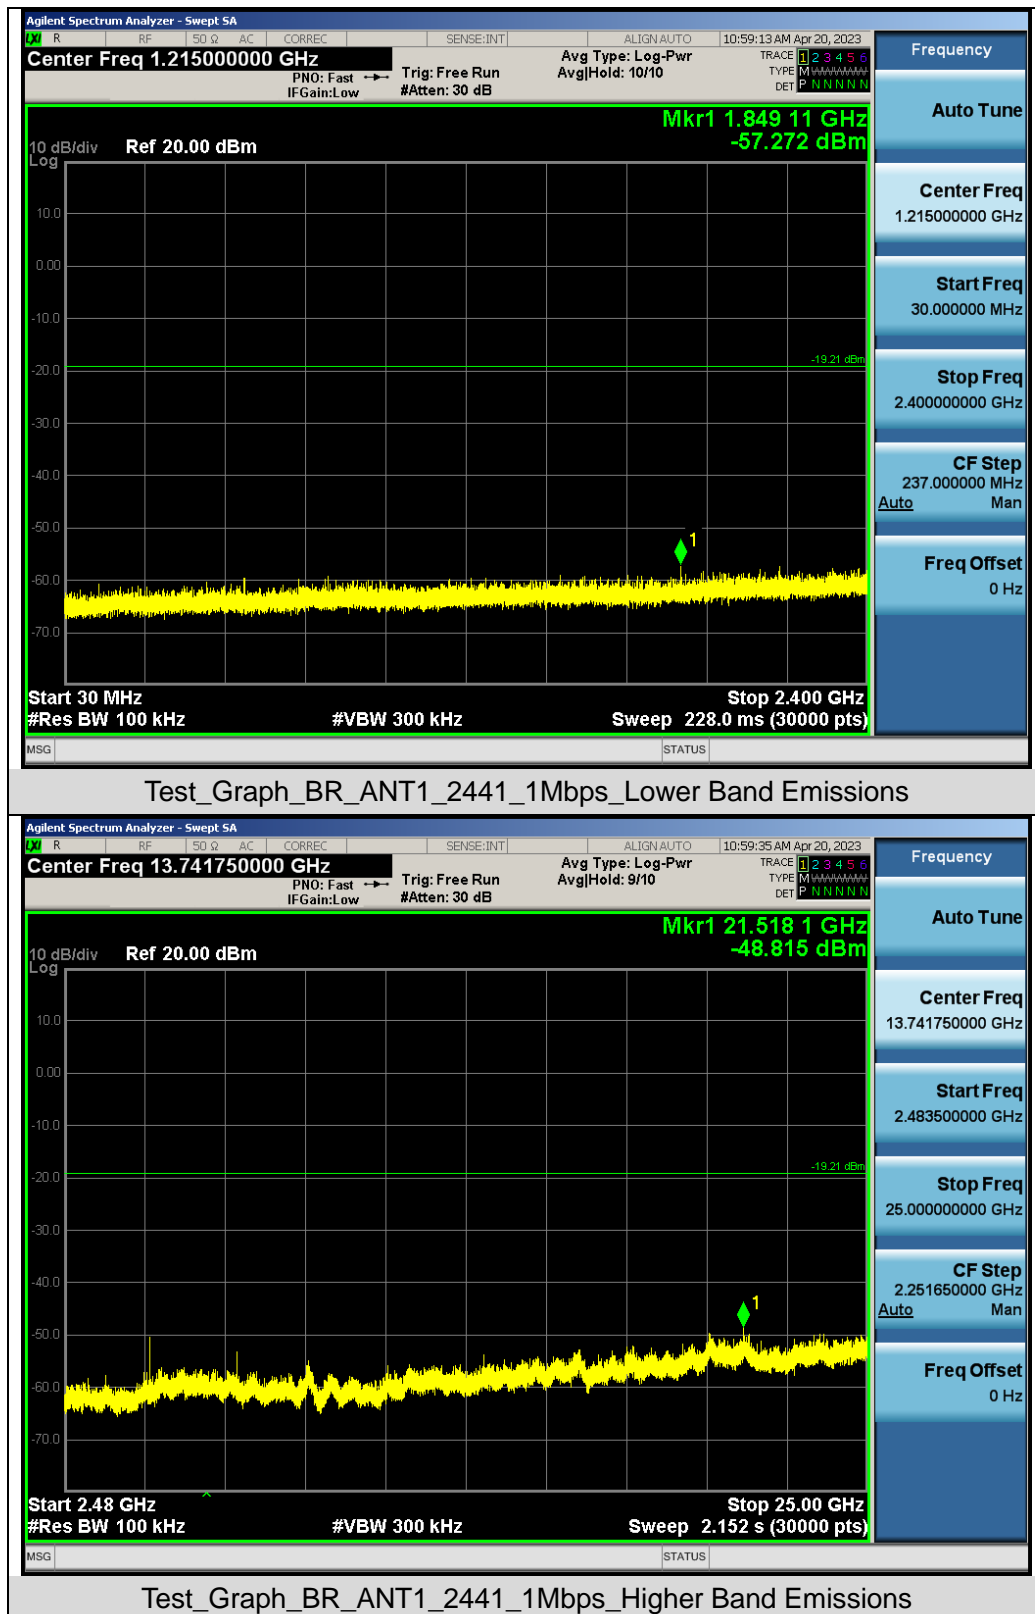 Agilent Spectrum Analyzer - Swept SA
LXI R RF 50 Ω AC CORREC SENSE:INT ALIGN AUTO 10:59:13 AM Apr 20, 2023
Center Freq 1.215000000 GHz
PNO: Fast
IFGain:Low
Trig: Free Run
#Atten: 30 dB
Avg Type: Log-Pwr
Avg|Hold: 10/10
TRACE 1 2 3 4 5 6
TYPE M
DET P N N N N N
Mkr1 1.849 11 GHz
-57.272 dBm
10 dB/div Ref 20.00 dBm
Log
10.0
0.00
-10.0
-19.21 dBm
-20.0
-30.0
-40.0
-50.0
1
-60.0
-70.0
Start 30 MHz Stop 2.400 GHz
#Res BW 100 kHz #VBW 300 kHz Sweep 228.0 ms (30000 pts)
MSG STATUS
Frequency
Auto Tune
Center Freq
1.215000000 GHz
Start Freq
30.000000 MHz
Stop Freq
2.400000000 GHz
CF Step
237.000000 MHz
Auto Man
Freq Offset
0 Hz
Test_Graph_BR_ANT1_2441_1Mbps_Lower Band Emissions
Agilent Spectrum Analyzer - Swept SA
LXI R RF 50 Ω AC CORREC SENSE:INT ALIGN AUTO 10:59:35 AM Apr 20, 2023
Center Freq 13.741750000 GHz
PNO: Fast
IFGain:Low
Trig: Free Run
#Atten: 30 dB
Avg Type: Log-Pwr
Avg|Hold: 9/10
TRACE 1 2 3 4 5 6
TYPE M
DET P N N N N N
Mkr1 21.518 1 GHz
-48.815 dBm
10 dB/div Ref 20.00 dBm
Log
10.0
0.00
-10.0
-19.21 dBm
-20.0
-30.0
-40.0
1
-50.0
-60.0
-70.0
Start 2.48 GHz Stop 25.00 GHz
#Res BW 100 kHz #VBW 300 kHz Sweep 2.152 s (30000 pts)
MSG STATUS
Frequency
Auto Tune
Center Freq
13.741750000 GHz
Start Freq
2.483500000 GHz
Stop Freq
25.000000000 GHz
CF Step
2.251650000 GHz
Auto Man
Freq Offset
0 Hz
Test_Graph_BR_ANT1_2441_1Mbps_Higher Band Emissions